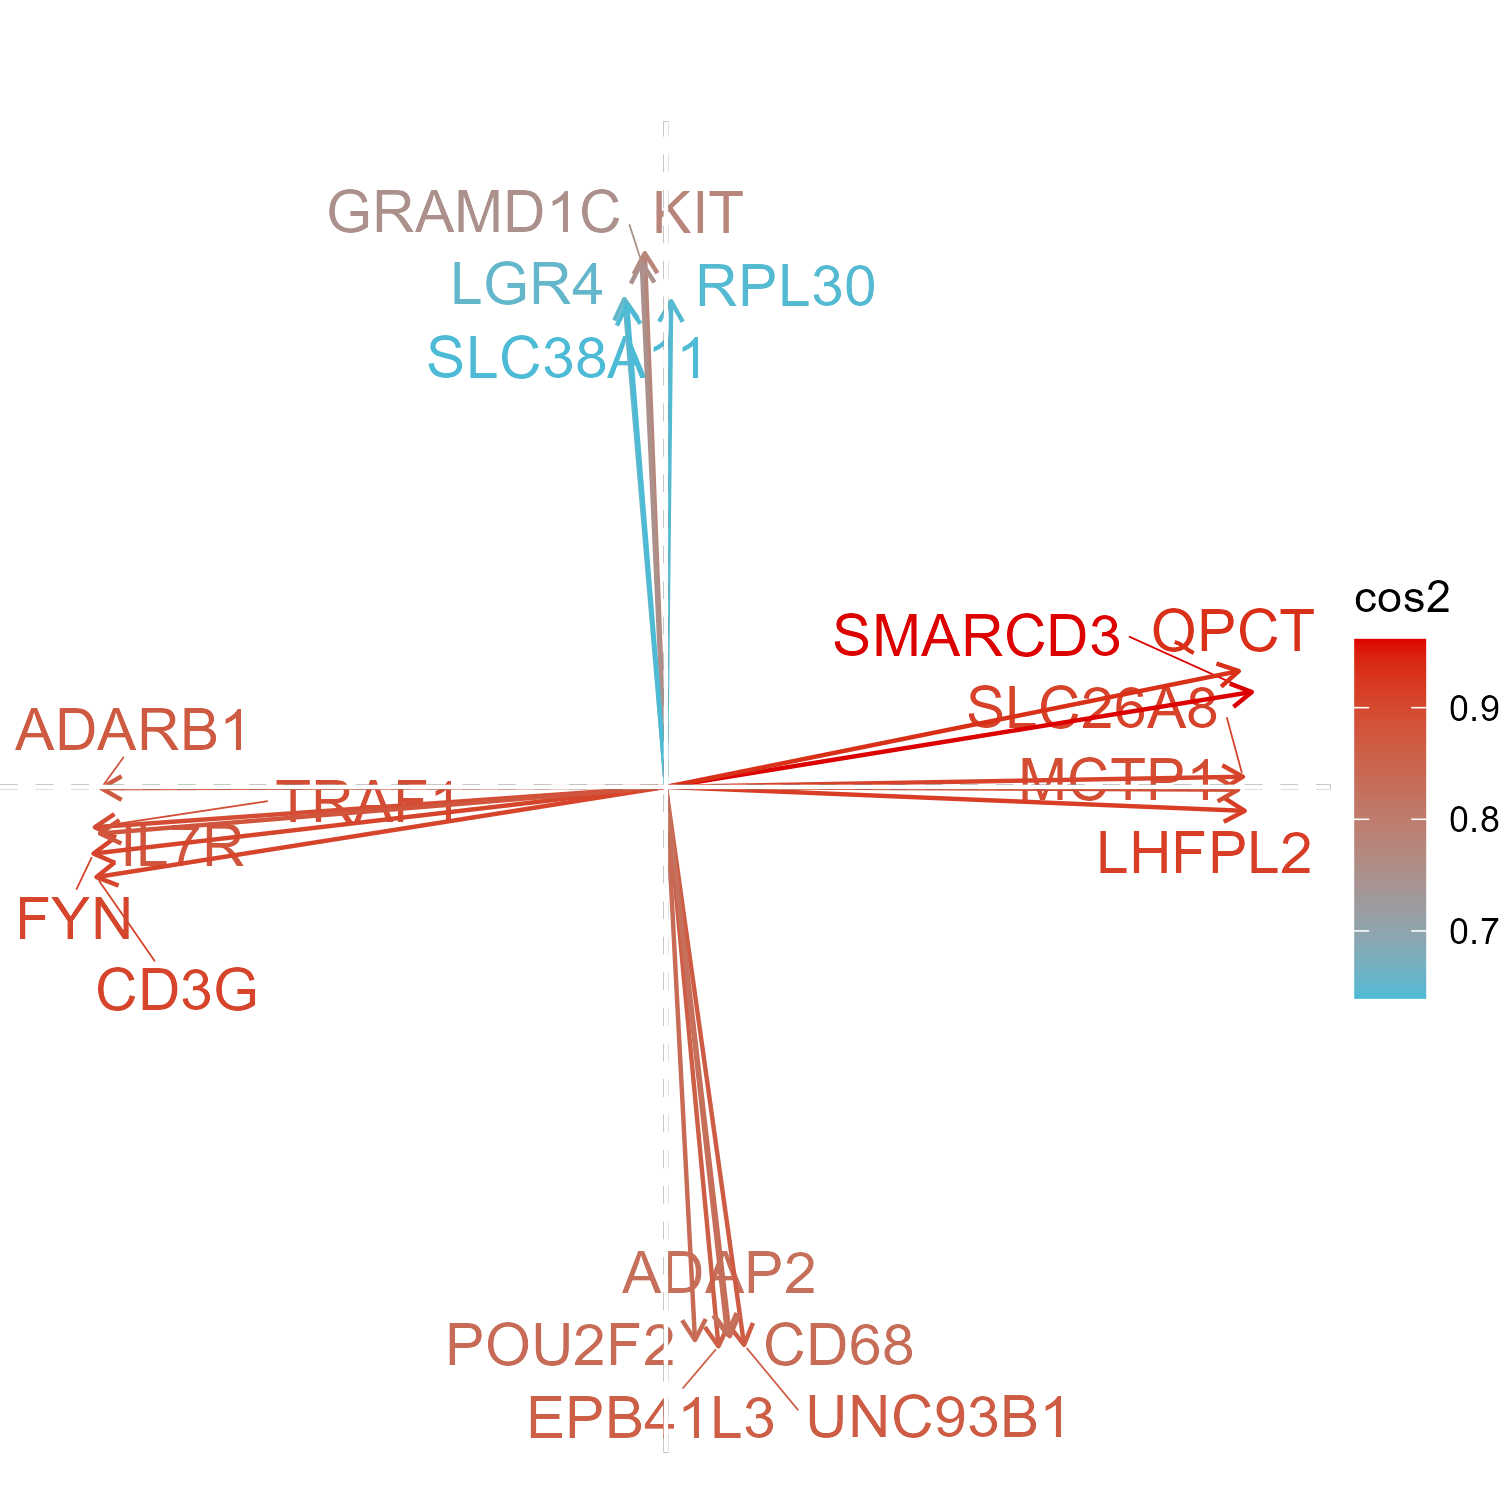 GRAMD1C
KIT
LGR4
RPL30
SLC38A11
cos2
SMARCD3
QPCT
SLC26A8
0.9
ADARB1
MCTP1
TRAF1
0.8
IL7R
LHFPL2
FYN
0.7
CD3G
ADAP2
POU2F2
CD68
EPB41L3
UNC93B1